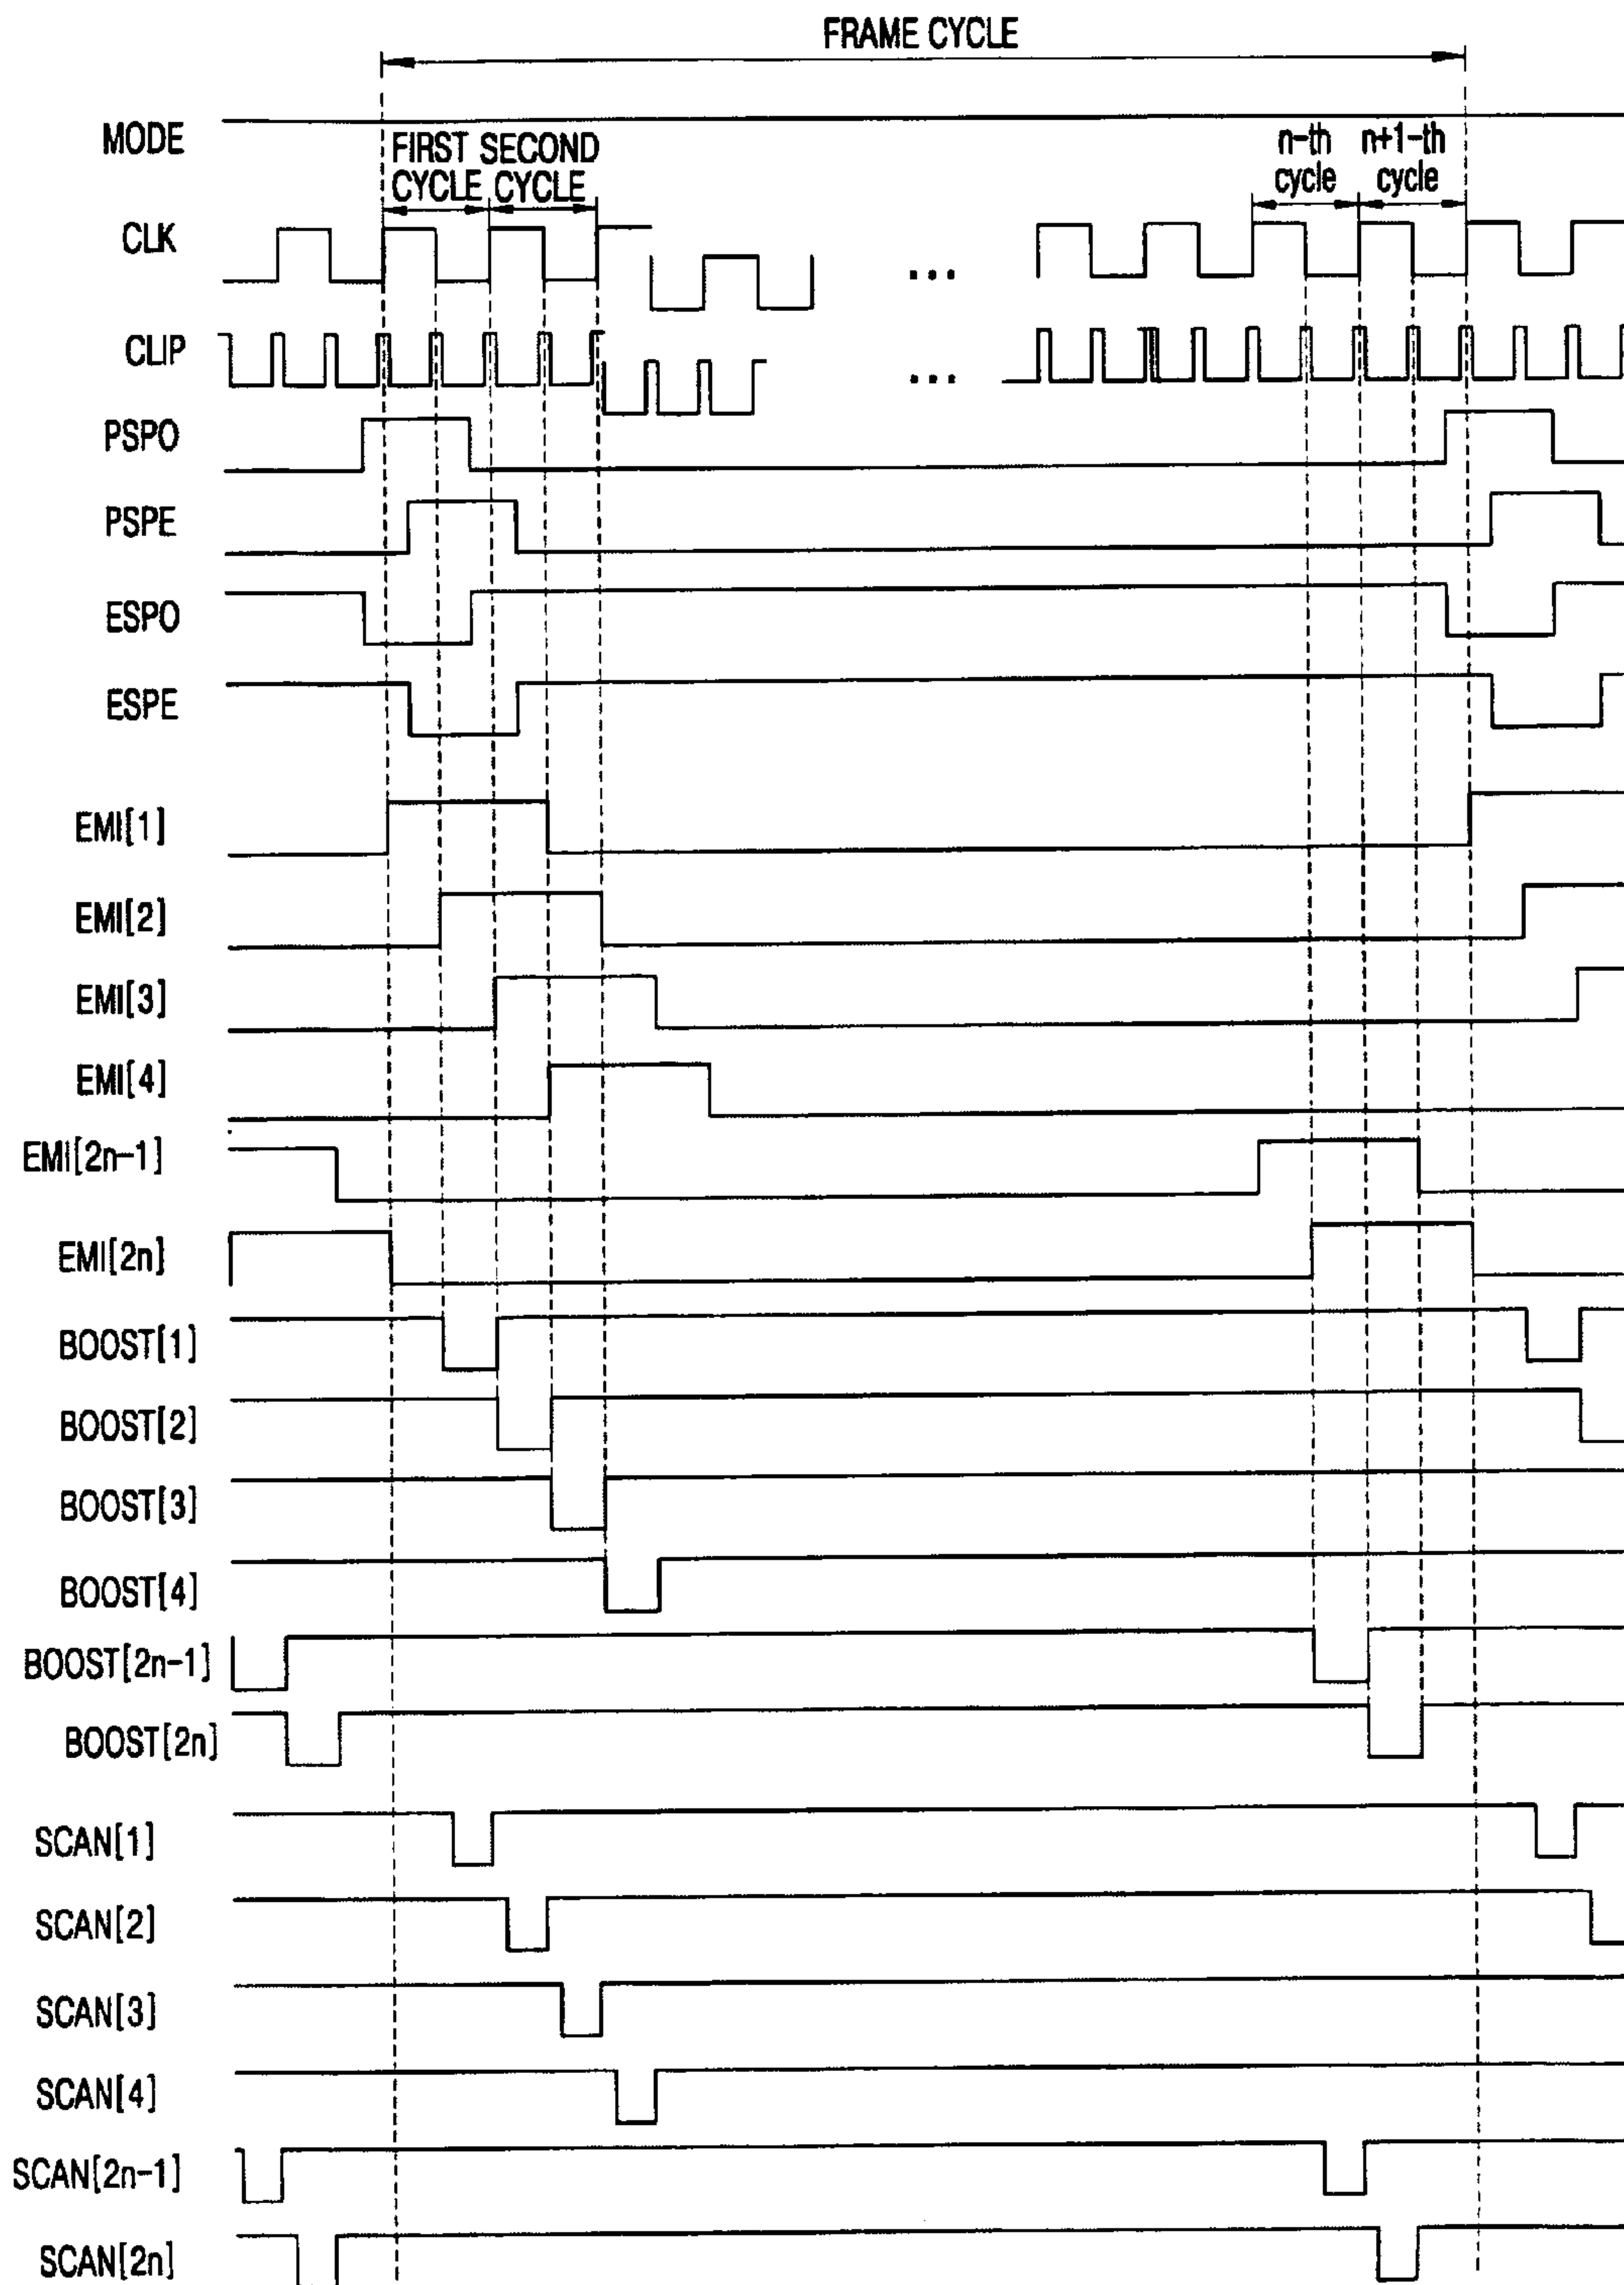 FRAME CYCLE
MODE
FIRST SECOND
CYCLE CYCLE
n-th n+1-th
cycle cycle
CLK
...
CLIP
...
PSPO
PSPE
ESPO
ESPE
EMI[1]
EMI[2]
EMI[3]
EMI[4]
EMI[2n-1]
EMI[2n]
BOOST[1]
BOOST[2]
BOOST[3]
BOOST[4]
BOOST[2n-1]
BOOST[2n]
SCAN[1]
SCAN[2]
SCAN[3]
SCAN[4]
SCAN[2n-1]
SCAN[2n]